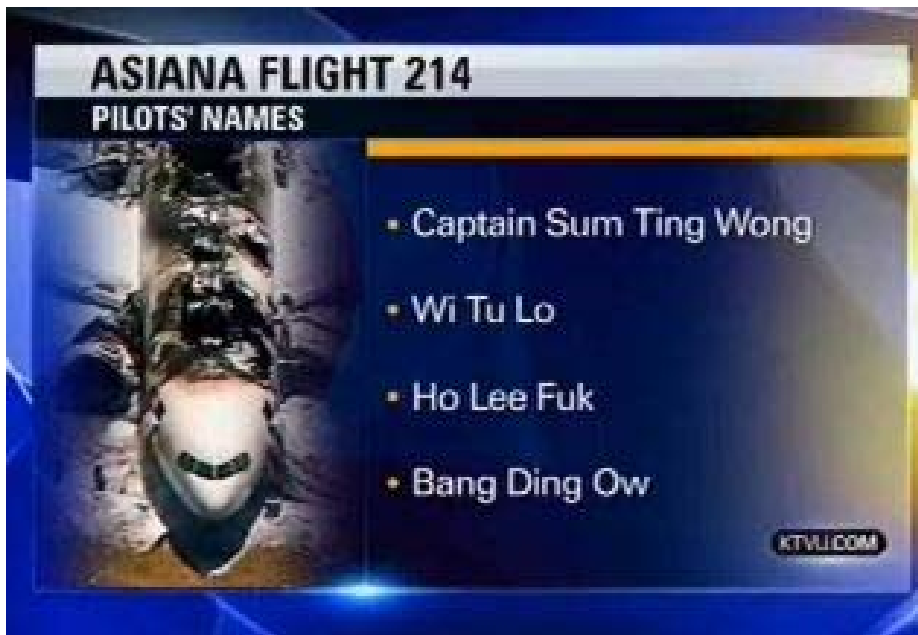 ASIANA FLIGHT 214
PILOTS' NAMES
• Captain Sum Ting Wong
• Wi Tu Lo
• Ho Lee Fuk
• Bang Ding Ow
KTVU.COM